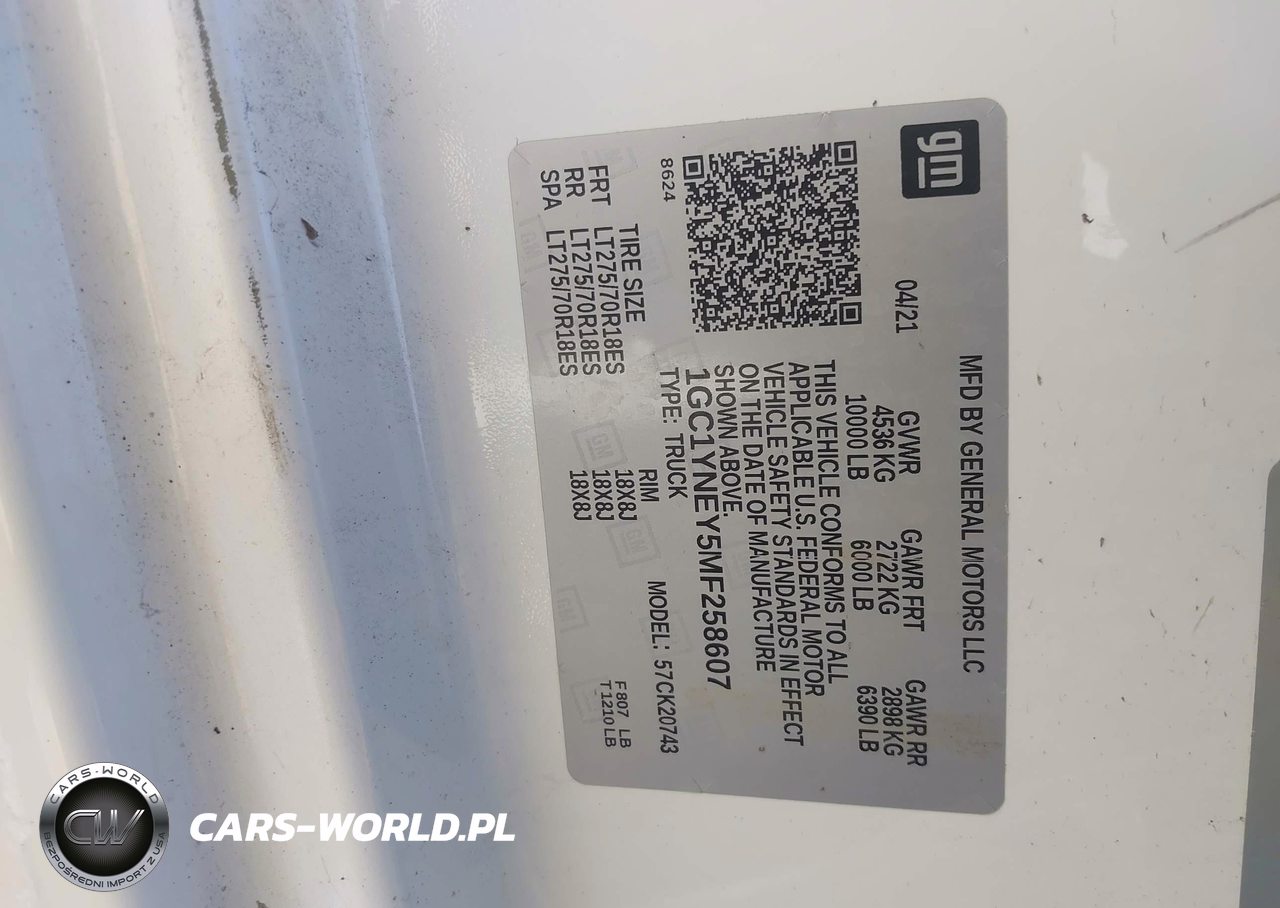 gm
MFD BY GENERAL MOTORS LLC
04/21 GVWR GAWR FRT GAWR RR
4536 KG 2722 KG 2898 KG
10000 LB 6000 LB 6390 LB
THIS VEHICLE CONFORMS TO ALL
APPLICABLE U.S. FEDERAL MOTOR
VEHICLE SAFETY STANDARDS IN EFFECT
ON THE DATE OF MANUFACTURE
SHOWN ABOVE.
8624
1GC1YNEY5MF258607
TYPE: TRUCK MODEL: 57CK20743
TIRE SIZE RIM
FRT LT275/70R18ES 18X8J F 807 LB
RR LT275/70R18ES 18X8J T 1210 LB
SPA LT275/70R18ES 18X8J
CARS-WORLD
CW
BEZPOŚREDNI IMPORT Z USA
CARS-WORLD.PL